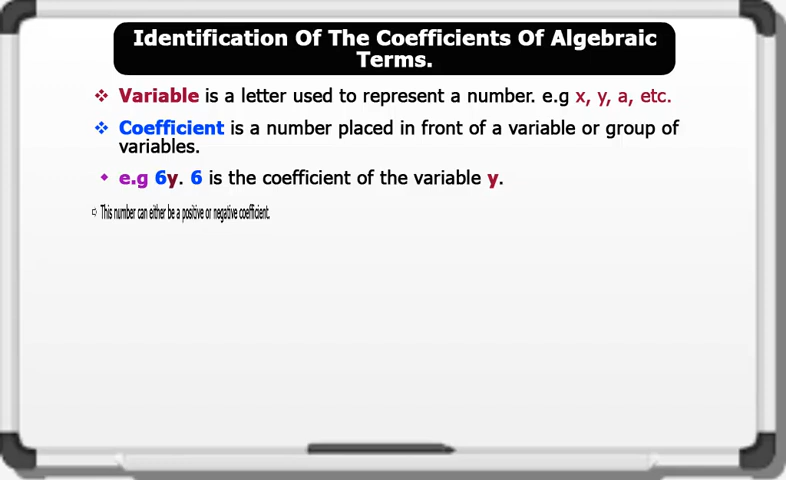 Identification Of The Coefficients Of Algebraic
Terms.
Variable is a letter used to represent a number. e.g x, y, a, etc.
Coefficient is a number placed in front of a variable or group of
variables.
e.g 6y. 6 is the coefficient of the variable y.
This number can either be a positive or negative coefficient.